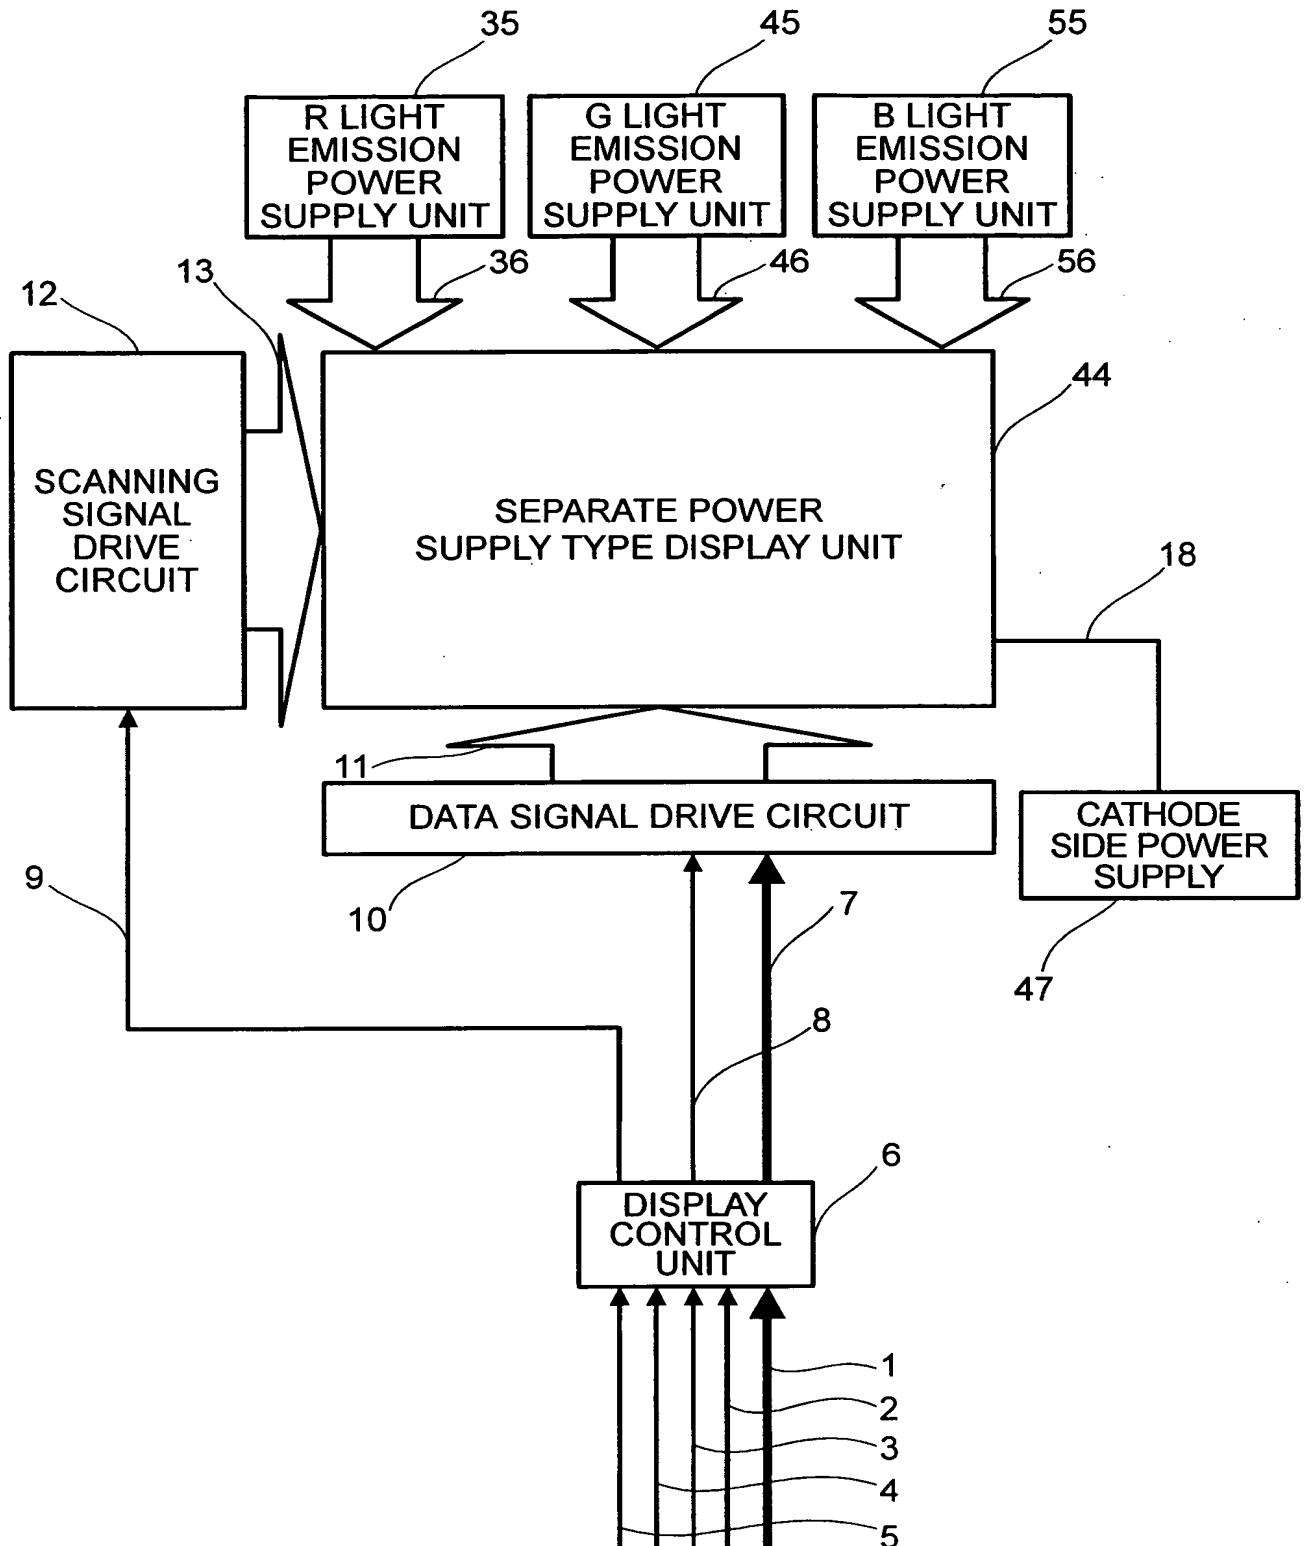 35
45
55
R LIGHT
EMISSION
POWER
SUPPLY UNIT
G LIGHT
EMISSION
POWER
SUPPLY UNIT
B LIGHT
EMISSION
POWER
SUPPLY UNIT
36
46
56
12
13
44
SCANNING
SIGNAL
DRIVE
CIRCUIT
SEPARATE POWER
SUPPLY TYPE DISPLAY UNIT
18
11
DATA SIGNAL DRIVE CIRCUIT
CATHODE
SIDE POWER
SUPPLY
9
10
7
47
8
6
DISPLAY
CONTROL
UNIT
1
2
3
4
5